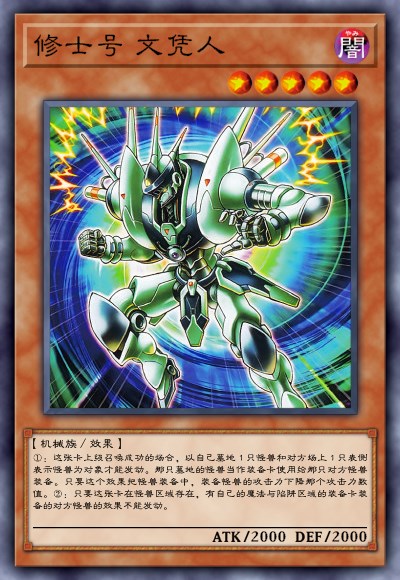 修士号 文凭人
やみ
闇
【机械族／效果】
①：这张卡上级召唤成功的场合，以自己墓地1只怪兽和对方场上1只表侧
表示怪兽为对象才能发动。那只墓地的怪兽当作装备卡使用给那只对方怪兽
装备。只要这个效果把怪兽装备中，装备怪兽的攻击力下降那个攻击力数
值。②：只要这张卡在怪兽区域存在，有自己的魔法与陷阱区域的装备卡装
备的对方怪兽的效果不能发动。
ATK/2000 DEF/2000